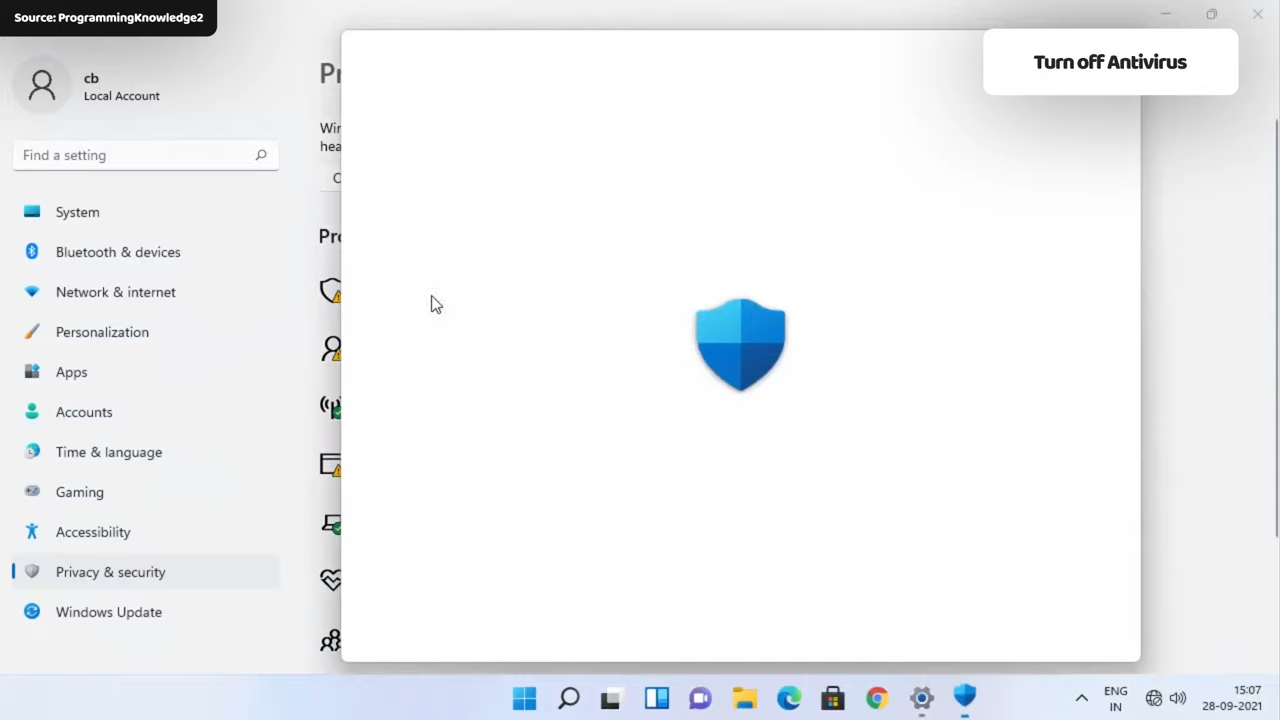 Source: ProgrammingKnowledge2
Turn off Antivirus
cb
Local Account
Find a setting
System
Bluetooth & devices
Network & internet
Personalization
Apps
Accounts
Time & language
Gaming
Accessibility
Privacy & security
Windows Update
ENG
IN
15:07
28-09-2021